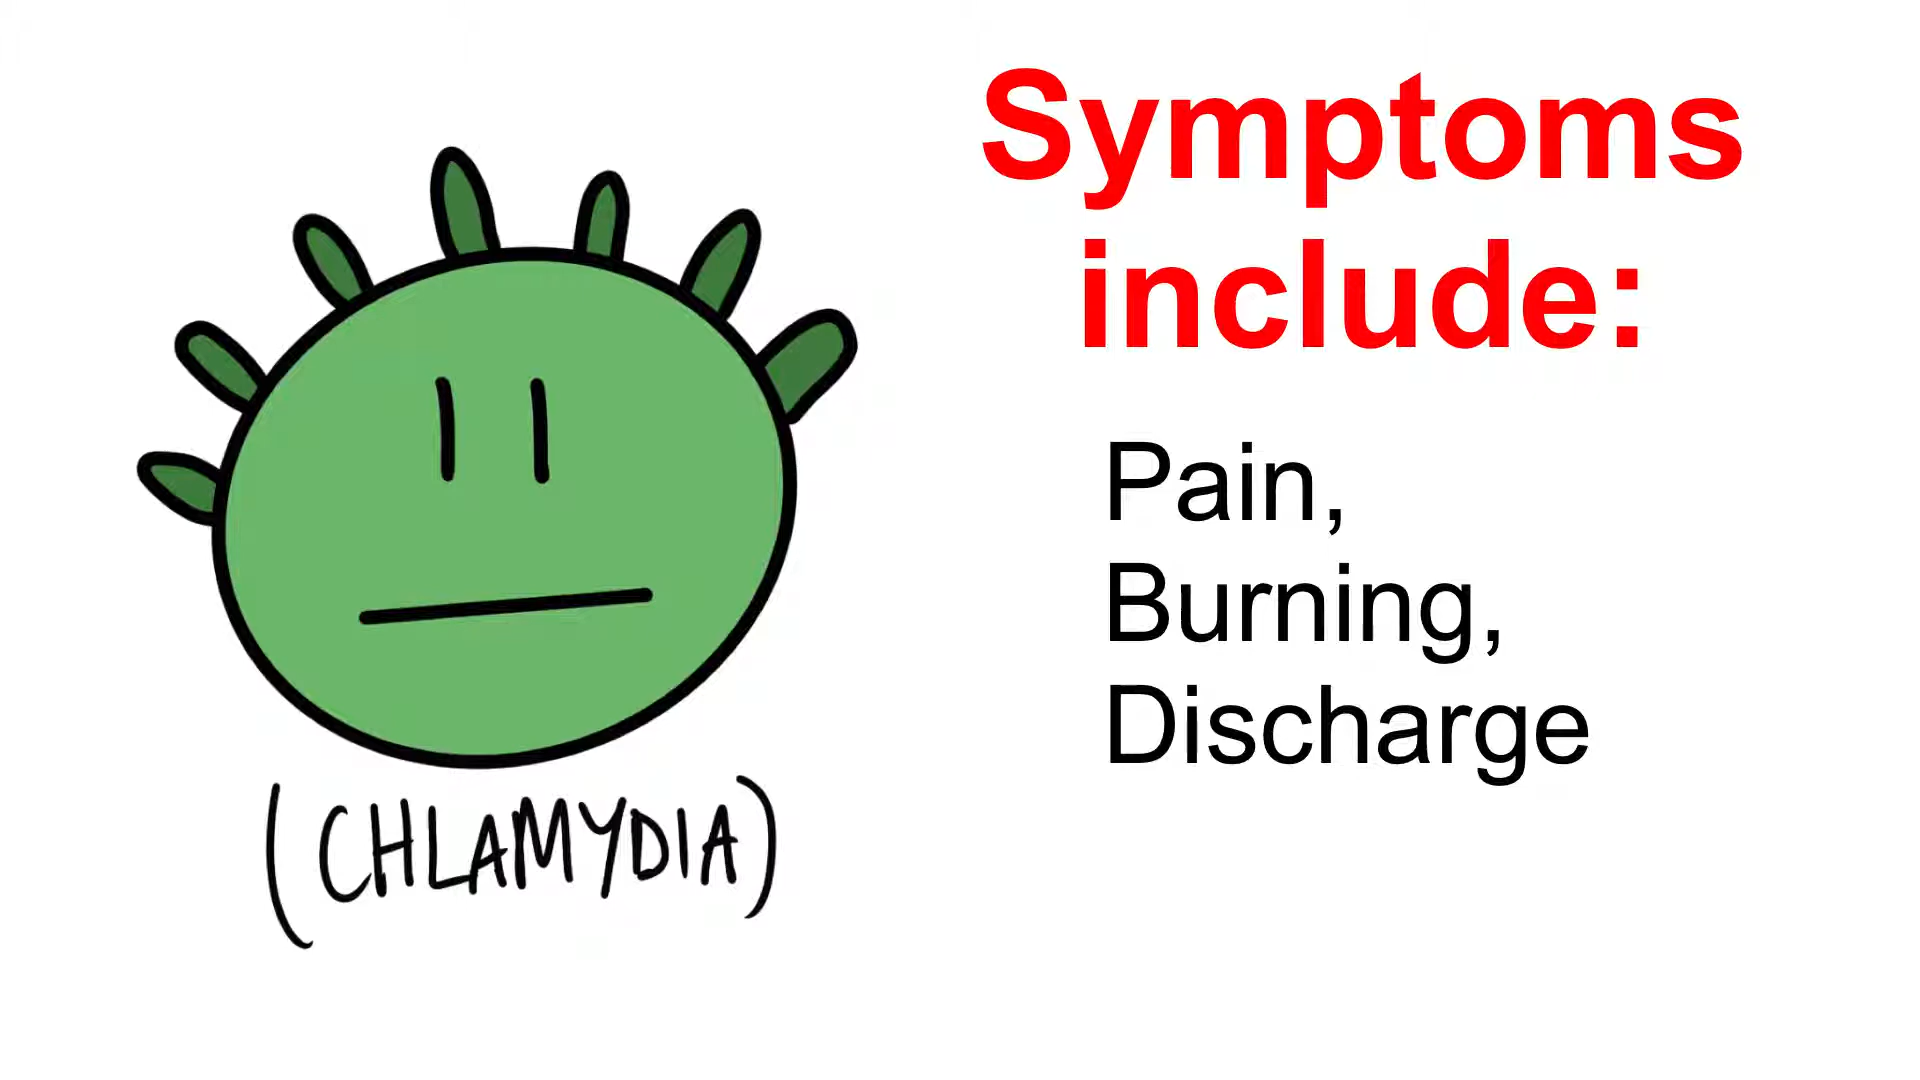 Symptoms
include:
Pain,
Burning,
Discharge
(CHLAMYDIA)